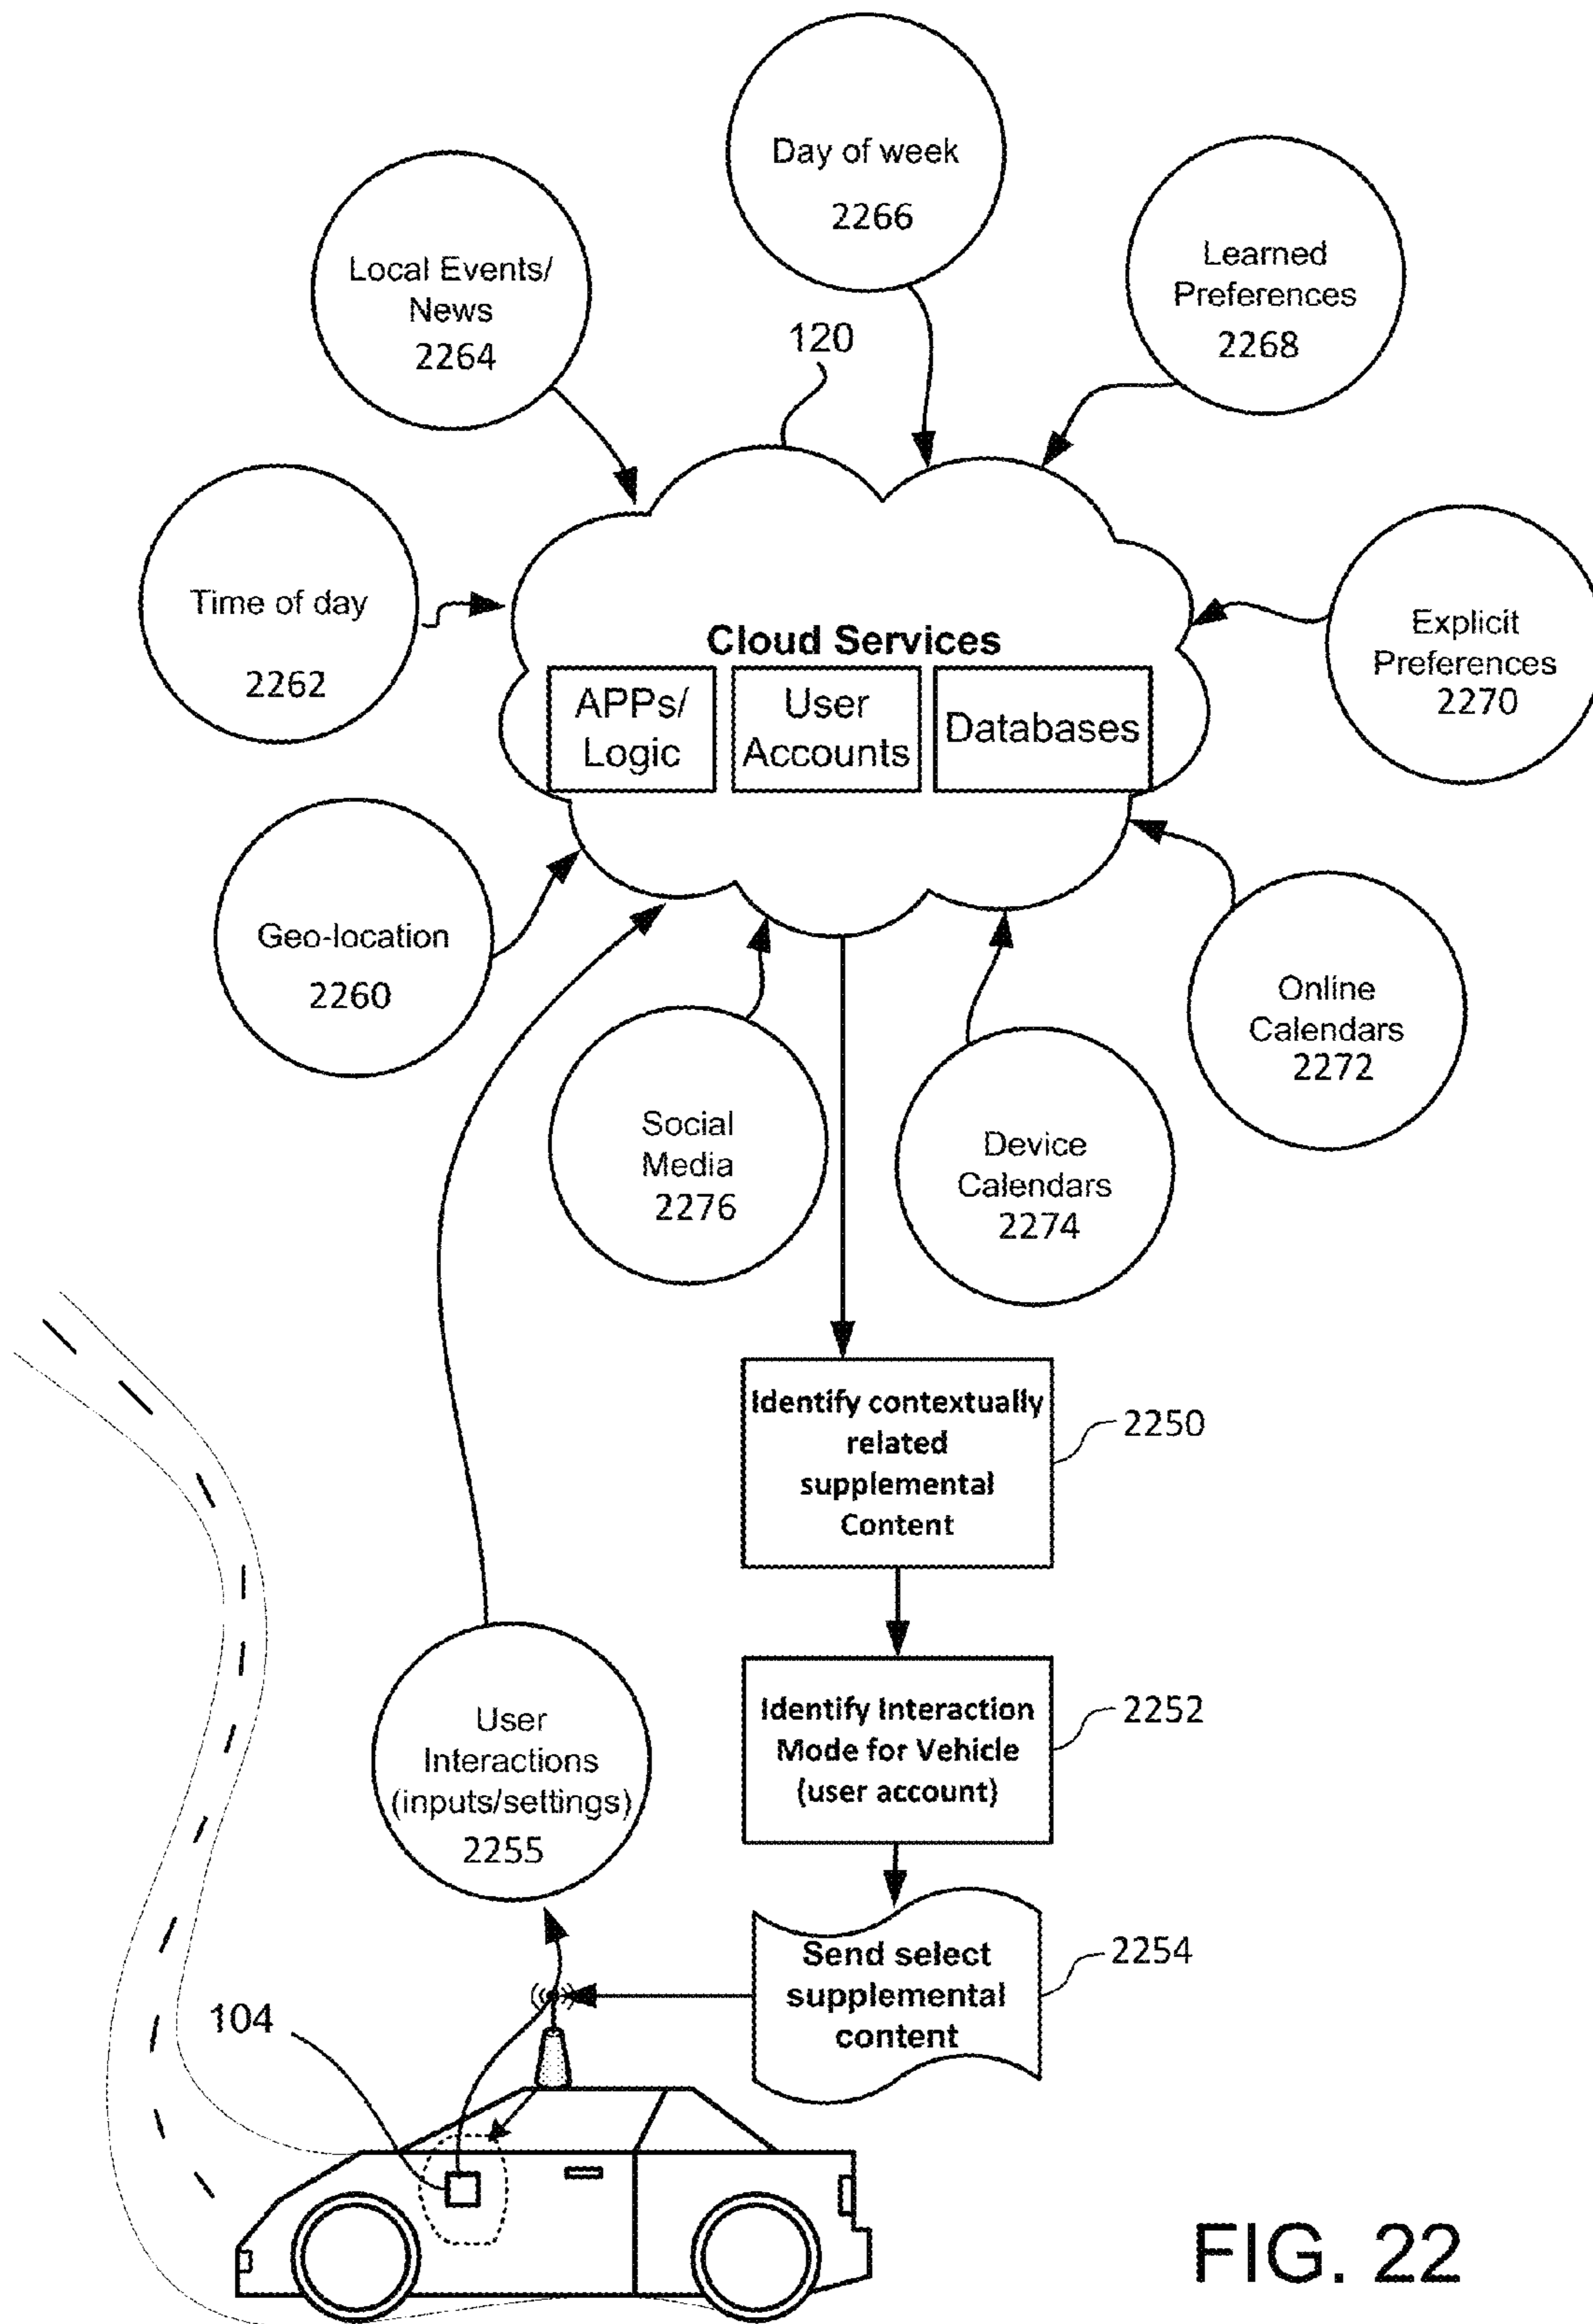 Day of week
2266
Local Events/
News
2264
Learned
Preferences
2268
120
Time of day
2262
Explicit
Preferences
2270
Cloud Services
APPs/
Logic
User
Accounts
Databases
Geo-location
2260
Online
Calendars
2272
Social
Media
2276
Device
Calendars
2274
Identify contextually
related
supplemental
Content
2250
Identify Interaction
Mode for Vehicle
(user account)
2252
User
Interactions
(inputs/settings)
2255
Send select
supplemental
content
2254
104
FIG. 22